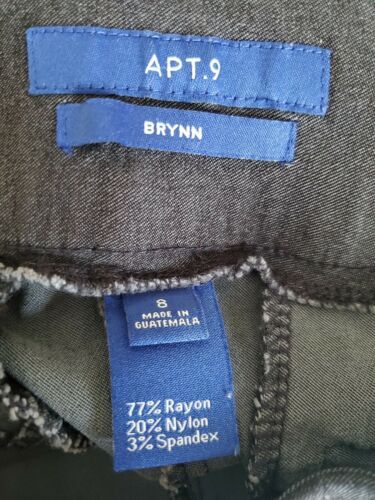 APT.9
BRYNN
8
MADE IN
GUATEMALA
77% Rayon
20% Nylon
3% Spandex